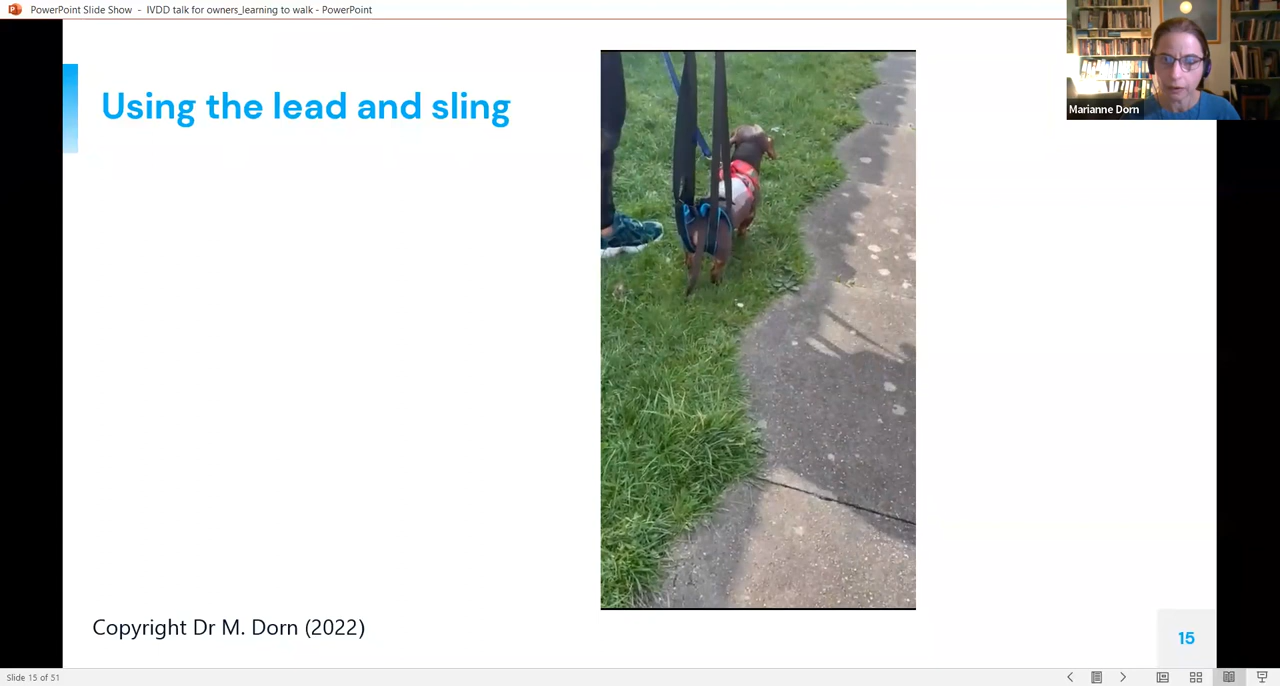 PowerPoint Slide Show - IVDD talk for owners_learning to walk - PowerPoint
Marianne Dorn
Using the lead and sling
Copyright Dr M. Dorn (2022)
15
Slide 15 of 51